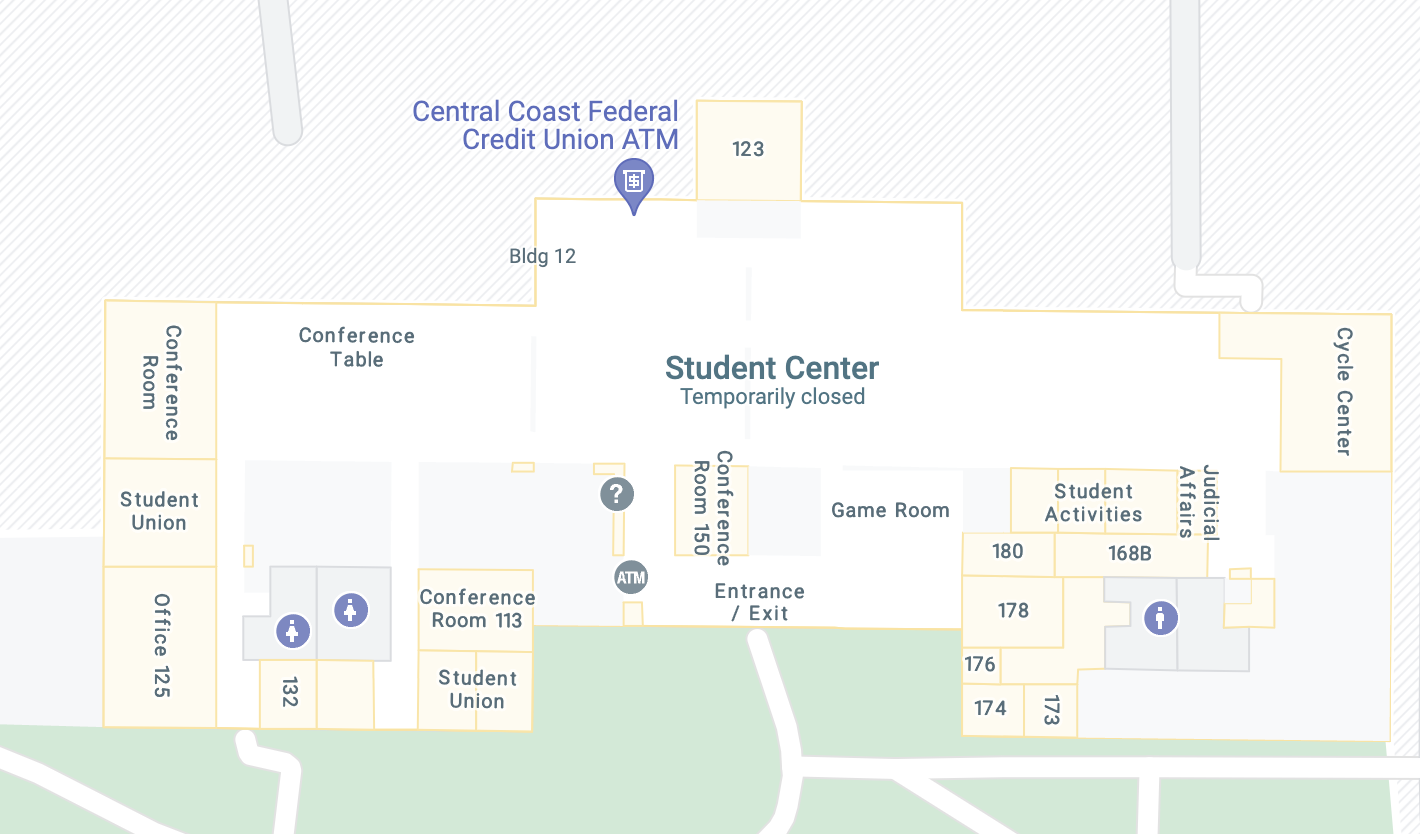 Central Coast Federal
Credit Union ATM
123
Bldg 12
Conference
Room
Conference
Table
Student Center
Temporarily closed
Cycle Center
Student
Union
?
Conference
Room 150
Game Room
Student
Activities
Judicial
Affairs
180
168B
ATM
Entrance
/ Exit
Office 125
Conference
Room 113
178
132
Student
Union
176
174
173